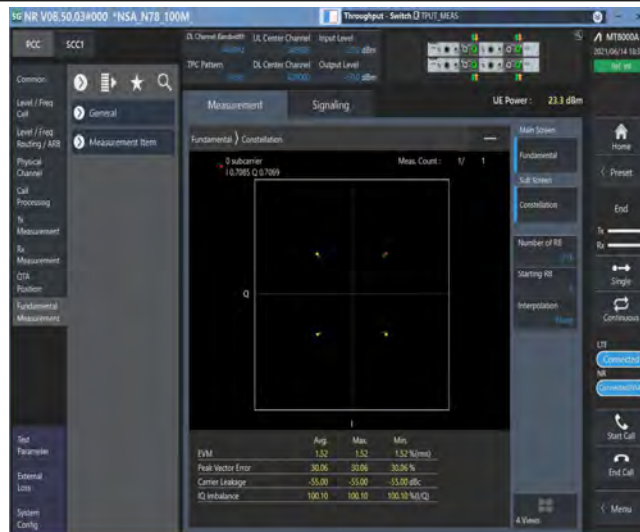 5G NR V06.50.03#000 *NSA_N78_100M
Throughput - Switch TPUT_MEAS
PCC
SCC1
DL Channel Bandwidth
UL Center Channel
Input Level
dBm
TPC Pattern
DL Center Channel
Output Level
dBm
MT8000A
Common
Level / Freq
Cell
Level / Freq
Routing / ARB
Physical
Channel
Call
Processing
Tx
Measurement
Rx
Measurement
OTA
Position
Fundamental
Measurement
Test
Parameter
External
Loss
System
Config
General
Measurement Item
Measurement
Signaling
UE Power : 23.3 dBm
Fundamental ) Constellation
0 subcarrier
I 0.7085 Q 0.7069
Meas. Count : 1/ 1
Q
I
Avg. Max. Min.
EVM 1.52 1.52 1.52 %(rms)
Peak Vector Error 30.06 30.06 30.06 %
Carrier Leakage -55.00 -55.00 -55.00 dBc
IQ Imbalance 100.10 100.10 100.10 %(I/Q)
Main Screen
Fundamental
Sub Screen
Constellation
Number of RB
Starting RB
Interpolation
4 Views
Home
< Preset
End
Tx
Rx
Single
Continuous
LTE
Connected
NR
Start Call
End Call
< Menu